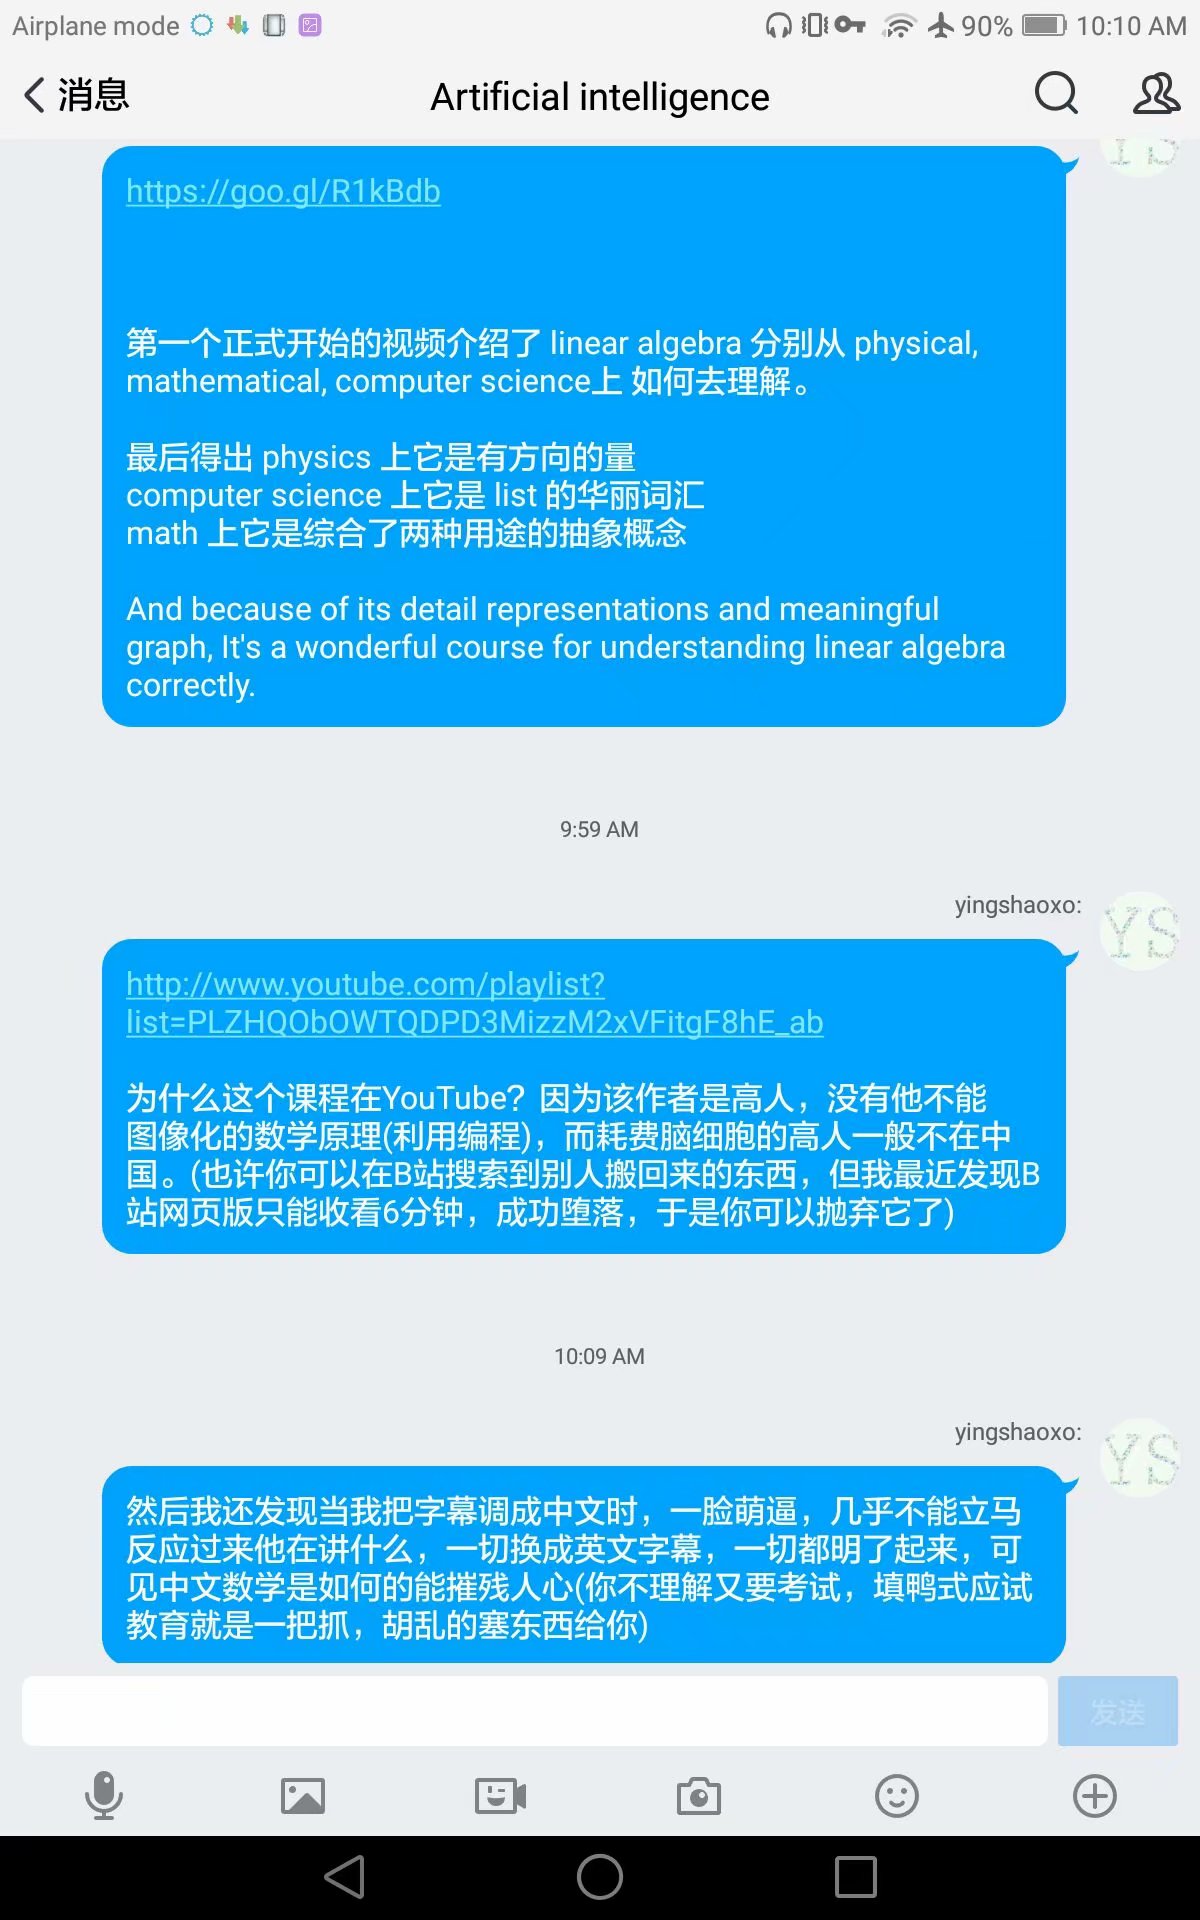 Airplane mode 90% 10:10 AM
消息 Artificial intelligence
YS
https://goo.gl/R1kBdb
第一个正式开始的视频介绍了 linear algebra 分别从 physical,
mathematical, computer science上 如何去理解。
最后得出 physics 上它是有方向的量
computer science 上它是 list 的华丽词汇
math 上它是综合了两种用途的抽象概念
And because of its detail representations and meaningful
graph, It's a wonderful course for understanding linear algebra
correctly.
9:59 AM
yingshaoxo:
YS
http://www.youtube.com/playlist?
list=PLZHQObOWTQDPD3MizzM2xVFitgF8hE_ab
为什么这个课程在YouTube？因为该作者是高人，没有他不能
图像化的数学原理(利用编程)，而耗费脑细胞的高人一般不在中
国。(也许你可以在B站搜索到别人搬回来的东西，但我最近发现B
站网页版只能收看6分钟，成功堕落，于是你可以抛弃它了)
10:09 AM
yingshaoxo:
YS
然后我还发现当我把字幕调成中文时，一脸萌逼，几乎不能立马
反应过来他在讲什么，一切换成英文字幕，一切都明了起来，可
见中文数学是如何的能摧残人心(你不理解又要考试，填鸭式应试
教育就是一把抓，胡乱的塞东西给你)
发送